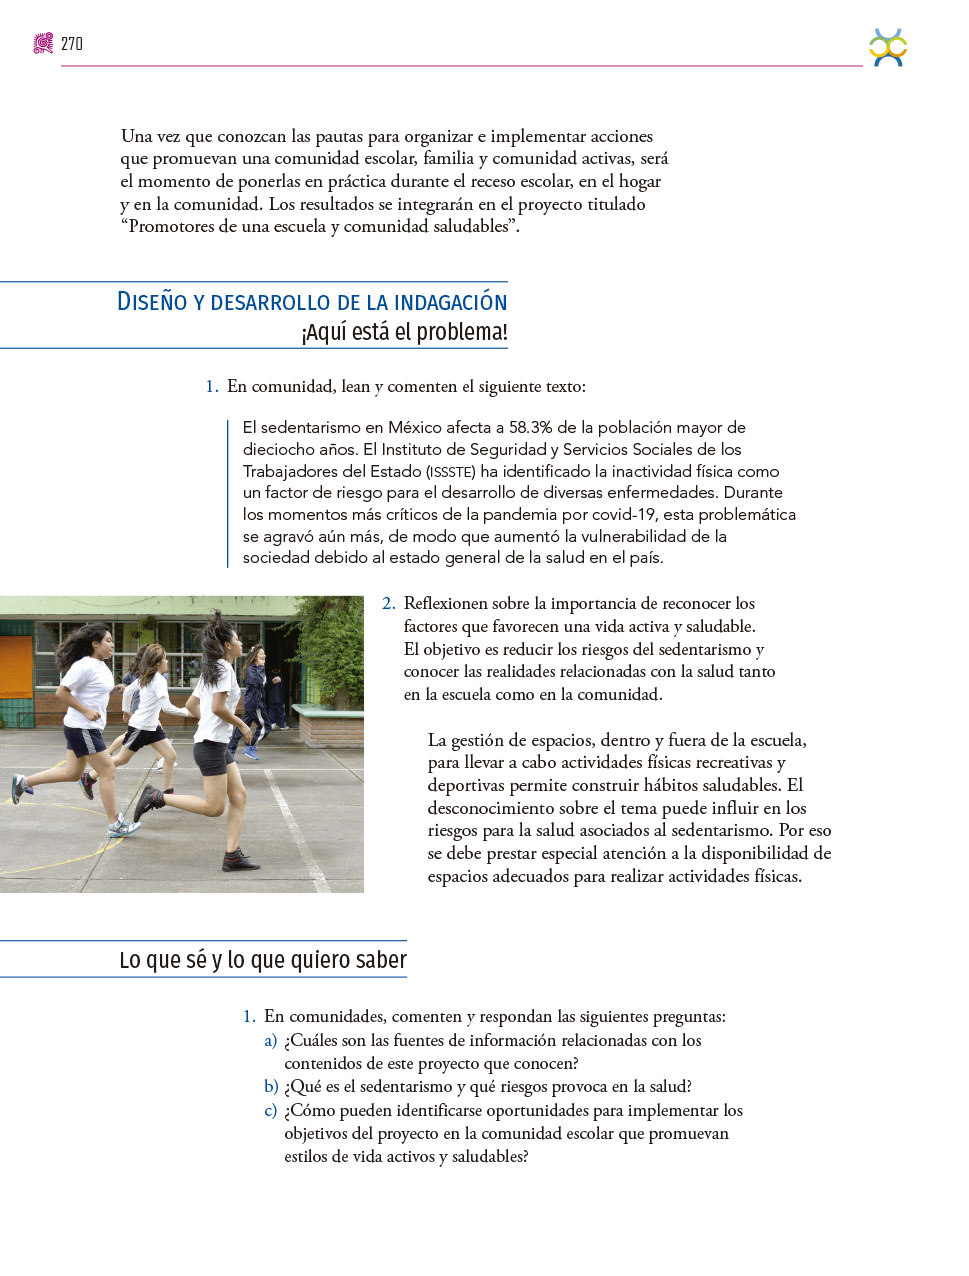 270
Una vez que conozcan las pautas para organizar e implementar acciones
que promuevan una comunidad escolar, familia y comunidad activas, será
el momento de ponerlas en práctica durante el receso escolar, en el hogar
y en la comunidad. Los resultados se integrarán en el proyecto titulado
“Promotores de una escuela y comunidad saludables”.
Diseño y desarrollo de la indagación
¡Aquí está el problema!
1. En comunidad, lean y comenten el siguiente texto:
El sedentarismo en México afecta a 58.3% de la población mayor de
dieciocho años. El Instituto de Seguridad y Servicios Sociales de los
Trabajadores del Estado (ISSSTE) ha identificado la inactividad física como
un factor de riesgo para el desarrollo de diversas enfermedades. Durante
los momentos más críticos de la pandemia por covid-19, esta problemática
se agravó aún más, de modo que aumentó la vulnerabilidad de la
sociedad debido al estado general de la salud en el país.
2. Reflexionen sobre la importancia de reconocer los
factores que favorecen una vida activa y saludable.
El objetivo es reducir los riesgos del sedentarismo y
conocer las realidades relacionadas con la salud tanto
en la escuela como en la comunidad.
La gestión de espacios, dentro y fuera de la escuela,
para llevar a cabo actividades físicas recreativas y
deportivas permite construir hábitos saludables. El
desconocimiento sobre el tema puede influir en los
riesgos para la salud asociados al sedentarismo. Por eso
se debe prestar especial atención a la disponibilidad de
espacios adecuados para realizar actividades físicas.
Lo que sé y lo que quiero saber
1. En comunidades, comenten y respondan las siguientes preguntas:
a) ¿Cuáles son las fuentes de información relacionadas con los
contenidos de este proyecto que conocen?
b) ¿Qué es el sedentarismo y qué riesgos provoca en la salud?
c) ¿Cómo pueden identificarse oportunidades para implementar los
objetivos del proyecto en la comunidad escolar que promuevan
estilos de vida activos y saludables?